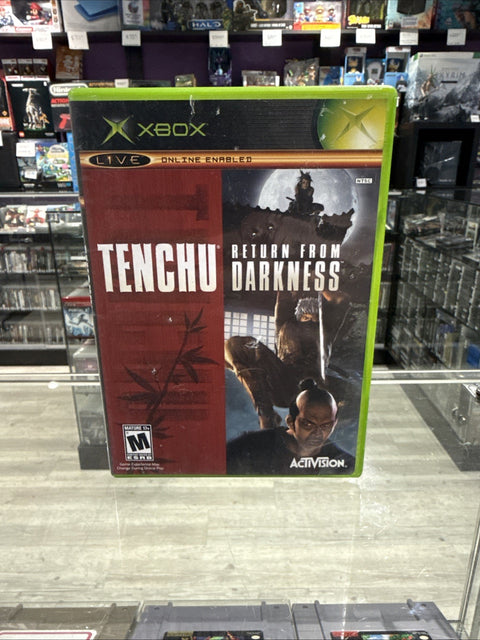 HALO
Nintendo
SKYRIM
XBOX
LIVE ONLINE ENABLED
NTSC
TENCHU RETURN FROM DARKNESS
MATURE 17+
M
ESRB
Game Experience May
Change During Online Play
ACTIVISION